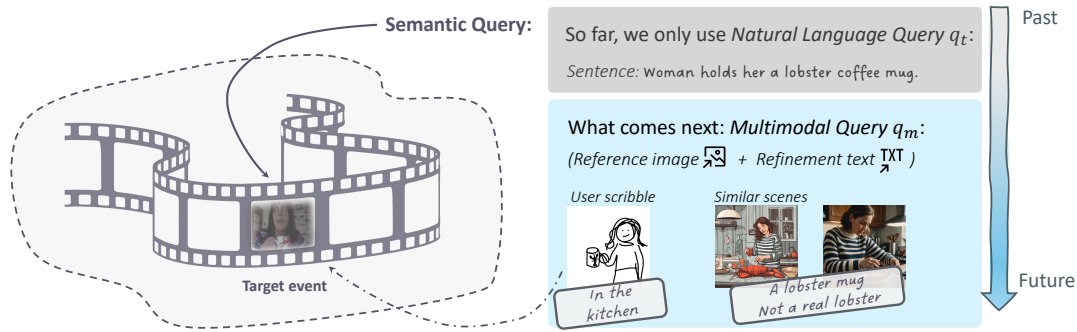 Semantic Query:
Target event
So far, we only use Natural Language Query qt:
Sentence: Woman holds her a lobster coffee mug.
What comes next: Multimodal Query qm:
(Reference image + Refinement text TXT )
User scribble
Similar scenes
In the
kitchen
A lobster mug
Not a real lobster
Past
Future